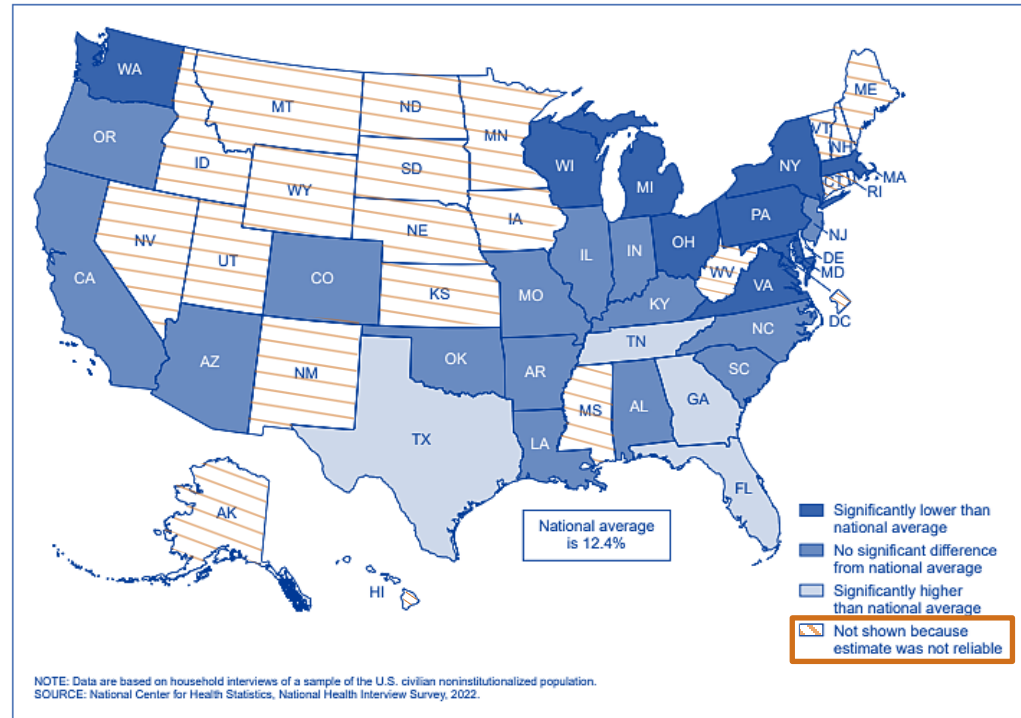 WA
MT
ND
MN
ME
VT
NH
OR
ID
SD
WI
NY
MA
RI
CT
WY
MI
IA
PA
NJ
NE
NV
OH
DE
MD
UT
IL
IN
WV
CA
CO
VA
KS
MO
KY
DC
NC
TN
AZ
OK
NM
AR
SC
MS
AL
GA
TX
LA
FL
AK
HI
National average
is 12.4%
Significantly lower than
national average
No significant difference
from national average
Significantly higher
than national average
Not shown because
estimate was not reliable
NOTE: Data are based on household interviews of a sample of the U.S. civilian noninstitutionalized population.
SOURCE: National Center for Health Statistics, National Health Interview Survey, 2022.